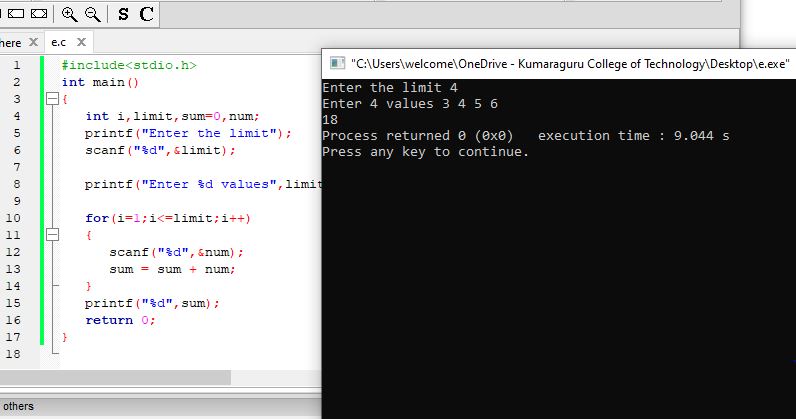 S C
here X e.c X
1 #include<stdio.h>
2 int main()
3 {
4 int i,limit,sum=0,num;
5 printf("Enter the limit");
6 scanf("%d",&limit);
7
8 printf("Enter %d values",limit
9
10 for(i=1;i<=limit;i++)
11 {
12 scanf("%d",&num);
13 sum = sum + num;
14 }
15 printf("%d",sum);
16 return 0;
17 }
18
others
"C:\Users\welcome\OneDrive - Kumaraguru College of Technology\Desktop\e.exe"
Enter the limit 4
Enter 4 values 3 4 5 6
18
Process returned 0 (0x0) execution time : 9.044 s
Press any key to continue.